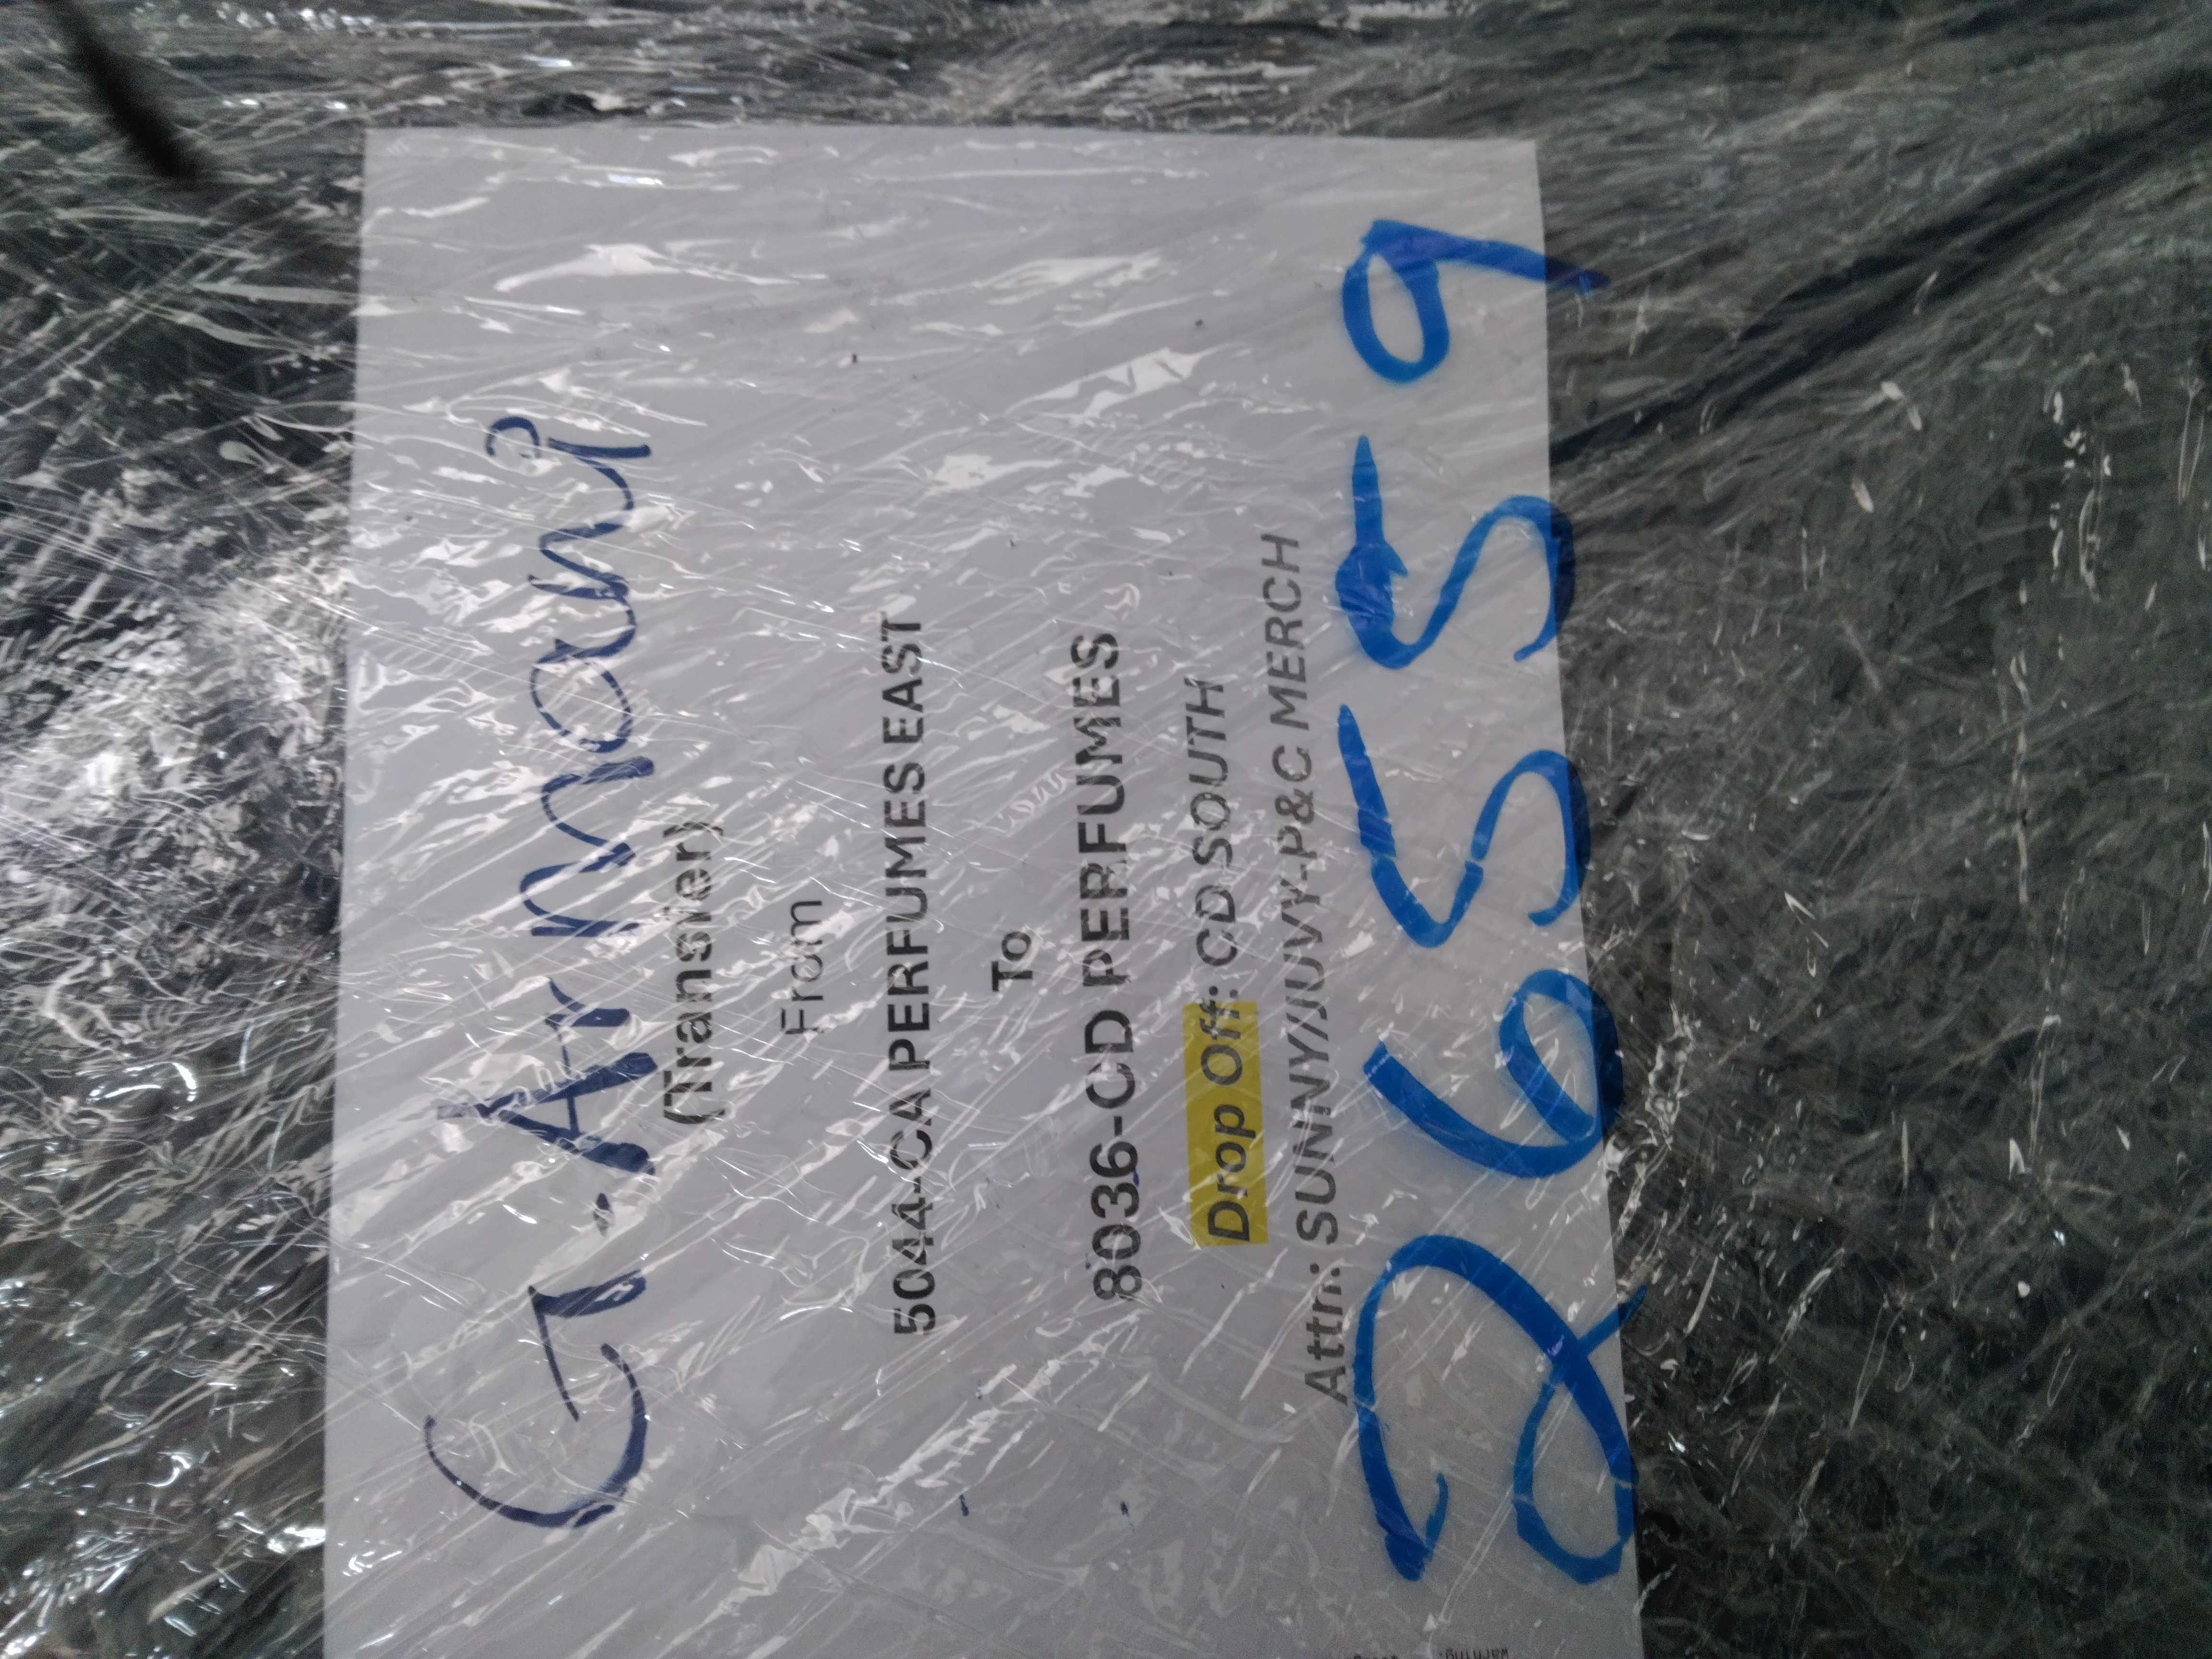 G. Armani
(Transfer)
From
5044-CA PERFUMES EAST
To
8036-CD PERFUMES
Drop Off: CD SOUTH
Attn: SUNNY/JUVY-P&C MERCH
26559